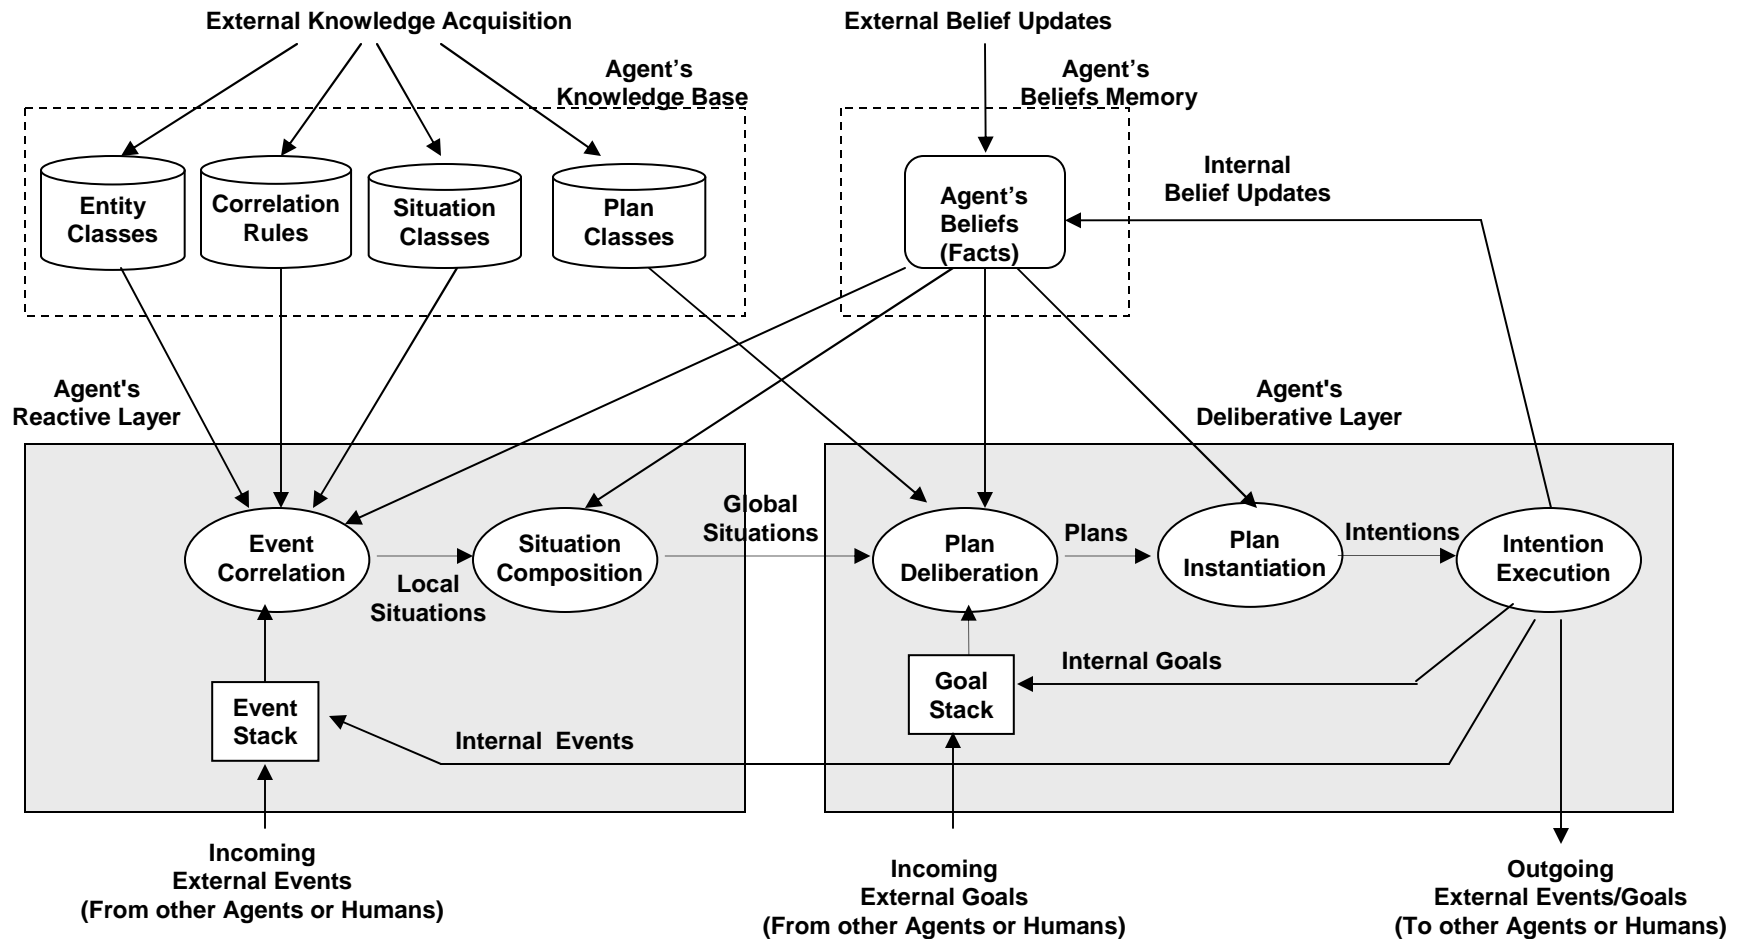 External Knowledge Acquisition
External Belief Updates
Agent’s
Knowledge Base
Agent’s
Beliefs Memory
Entity
Classes
Correlation
Rules
Situation
Classes
Plan
Classes
Agent’s
Beliefs
(Facts)
Internal
Belief Updates
Agent's
Reactive Layer
Agent's
Deliberative Layer
Event
Correlation
Local
Situations
Situation
Composition
Global
Situations
Plan
Deliberation
Plans
Plan
Instantiation
Intentions
Intention
Execution
Event
Stack
Internal Events
Goal
Stack
Internal Goals
Incoming
External Events
(From other Agents or Humans)
Incoming
External Goals
(From other Agents or Humans)
Outgoing
External Events/Goals
(To other Agents or Humans)